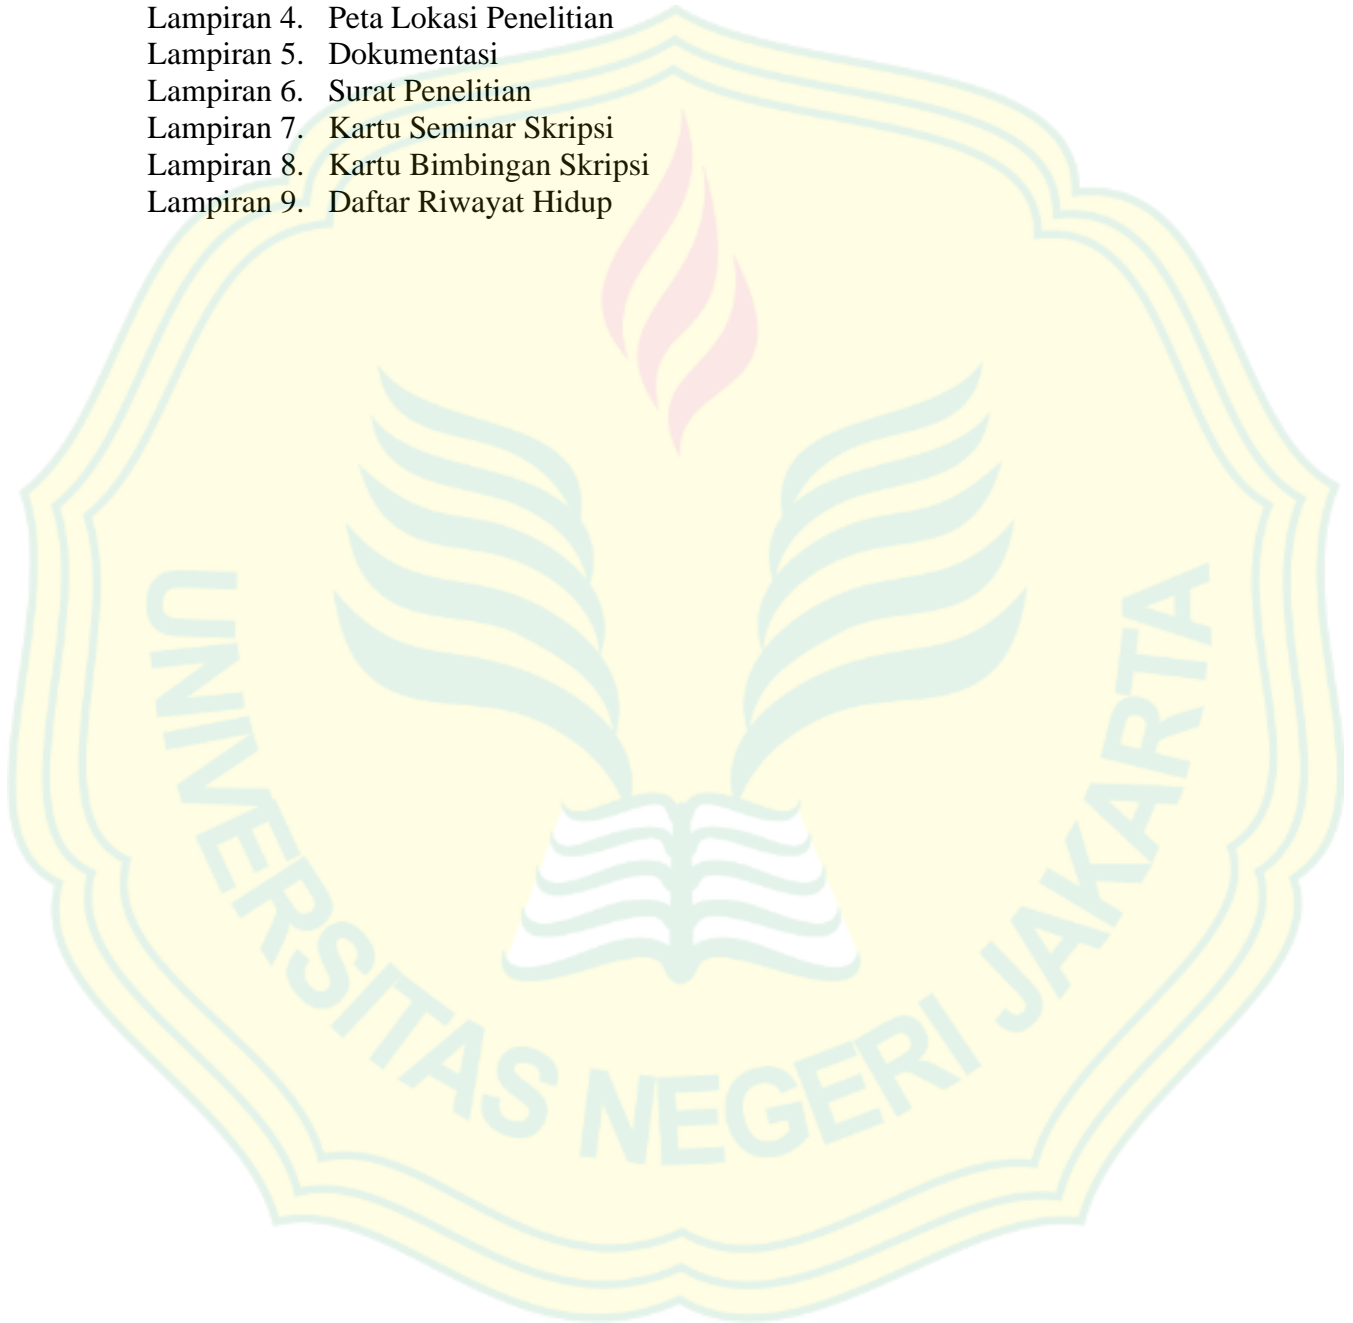 Lampiran 4. Peta Lokasi Penelitian
Lampiran 5. Dokumentasi
Lampiran 6. Surat Penelitian
Lampiran 7. Kartu Seminar Skripsi
Lampiran 8. Kartu Bimbingan Skripsi
Lampiran 9. Daftar Riwayat Hidup
UNIVERSITAS NEGERI JAKARTA